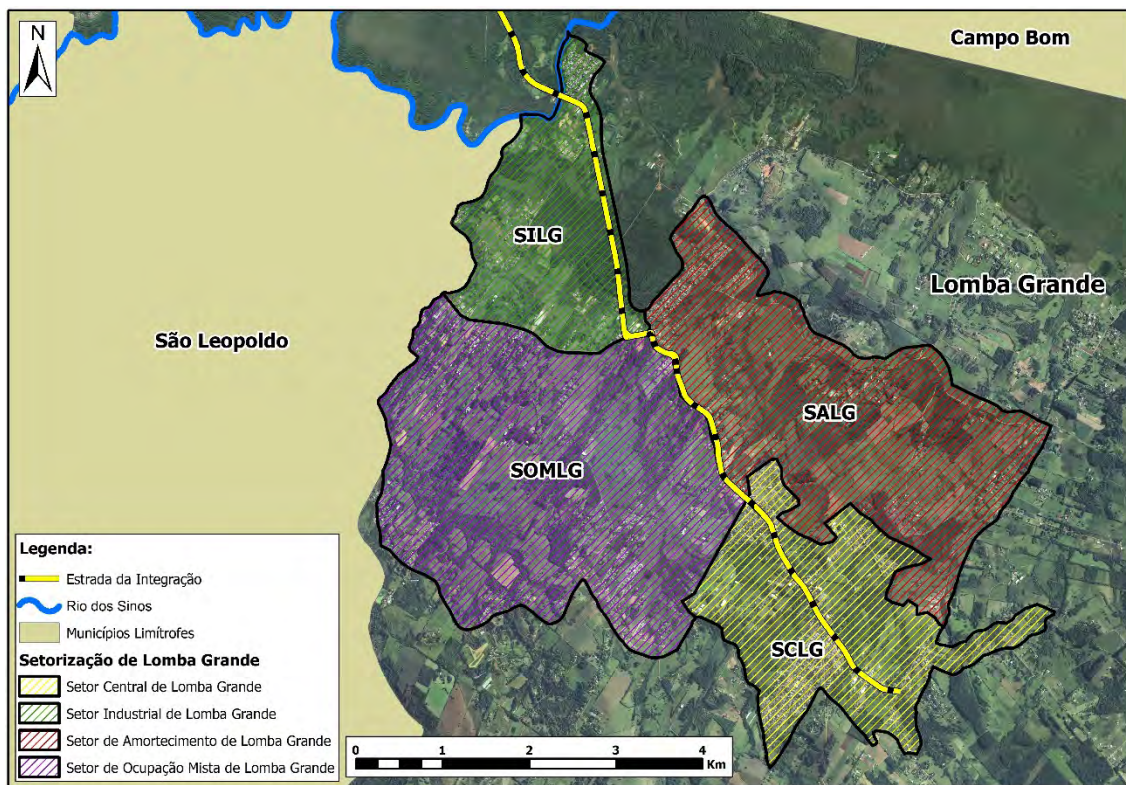 N
Campo Bom
SILG
Lomba Grande
São Leopoldo
SALG
SOMLG
SCLG
Legenda:
Estrada da Integração
Rio dos Sinos
Municípios Limítrofes
Setorização de Lomba Grande
Setor Central de Lomba Grande
Setor Industrial de Lomba Grande
Setor de Amortecimento de Lomba Grande
Setor de Ocupação Mista de Lomba Grande
0 1 2 3 4
Km